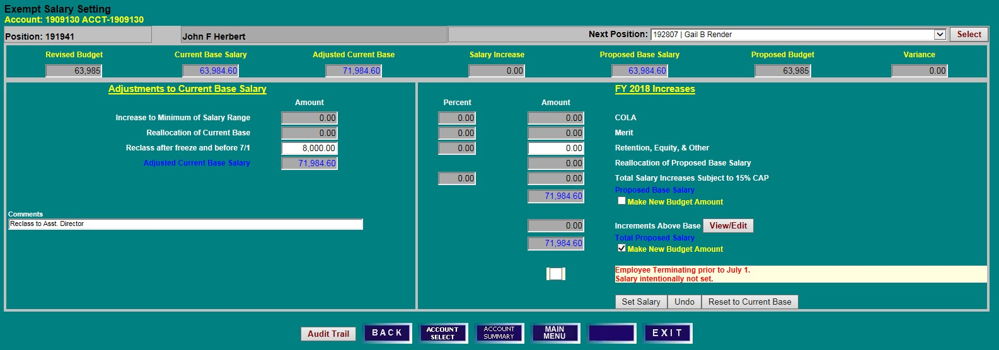 Exempt Salary Setting
Account: 1909130 ACCT-1909130
Position: 191941 John F Herbert Next Position: 192807 | Gail B Render Select
Revised Budget Current Base Salary Adjusted Current Base Salary Increase Proposed Base Salary Proposed Budget Variance
63,985 63,984.60 71,984.60 0.00 63,984.60 63,985 0.00
Adjustments to Current Base Salary
Amount
Increase to Minimum of Salary Range 0.00
Reallocation of Current Base 0.00
Reclass after freeze and before 7/1 8,000.00
Adjusted Current Base Salary 71,984.60
Comments
Reclass to Asst. Director
FY 2018 Increases
Percent Amount
0.00 0.00 COLA
0.00 0.00 Merit
0.00 0.00 Retention, Equity, & Other
0.00 Reallocation of Proposed Base Salary
0.00 0.00 Total Salary Increases Subject to 15% CAP
71,984.60 Proposed Base Salary
Make New Budget Amount
0.00 Increments Above Base View/Edit
71,984.60 Total Proposed Salary
Make New Budget Amount
Employee Terminating prior to July 1.
Salary intentionally not set.
Set Salary Undo Reset to Current Base
Audit Trail BACK ACCOUNT SELECT ACCOUNT SUMMARY MAIN MENU EXIT